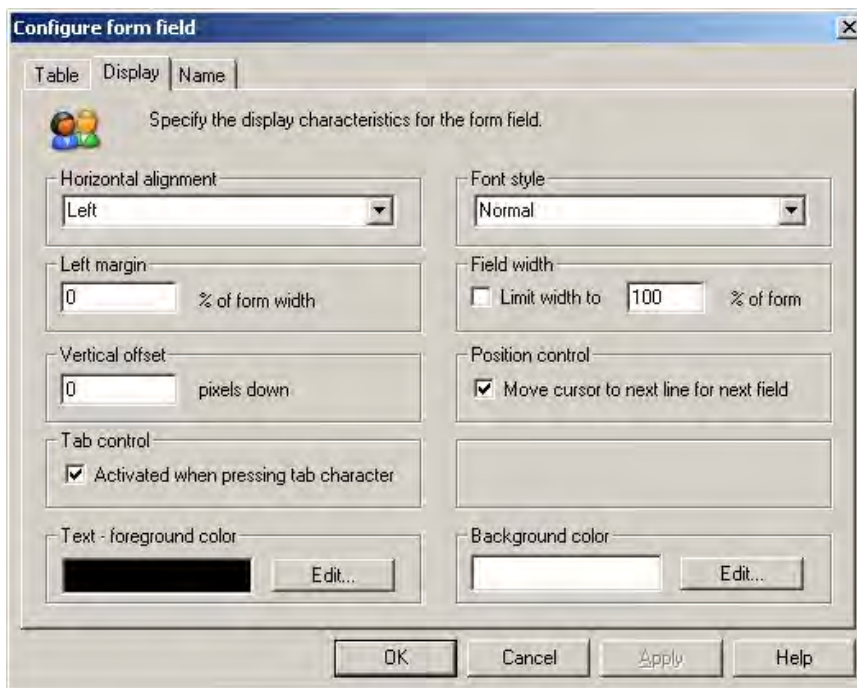 Configure form field
Table Display Name
Specify the display characteristics for the form field.
Horizontal alignment
Left
Font style
Normal
Left margin
0 % of form width
Field width
Limit width to 100 % of form
Vertical offset
0 pixels down
Position control
Move cursor to next line for next field
Tab control
Activated when pressing tab character
Text - foreground color
Edit...
Background color
Edit...
OK Cancel Apply Help